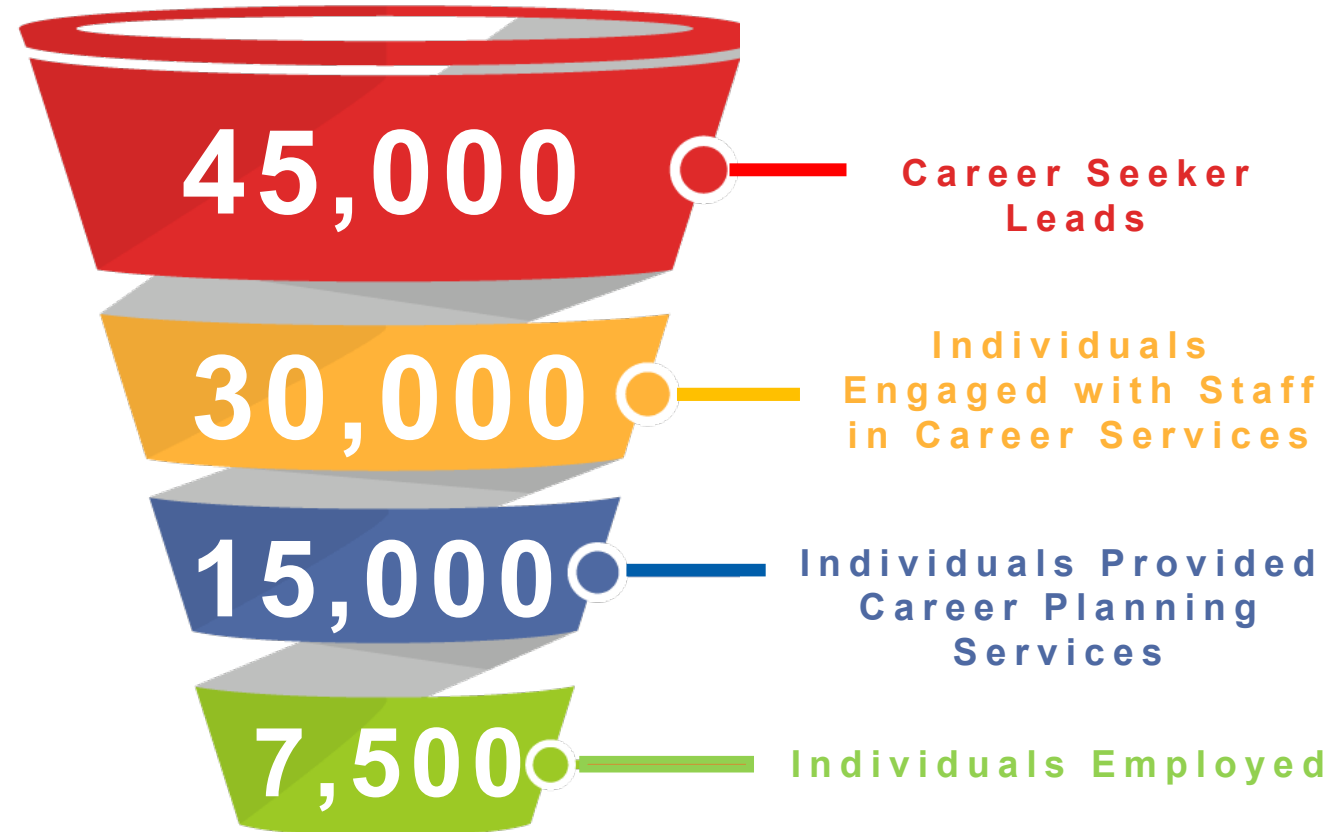 45,000
Career Seeker
Leads
30,000
Individuals
Engaged with Staff
in Career Services
15,000
Individuals Provided
Career Planning
Services
7,500
Individuals Employed